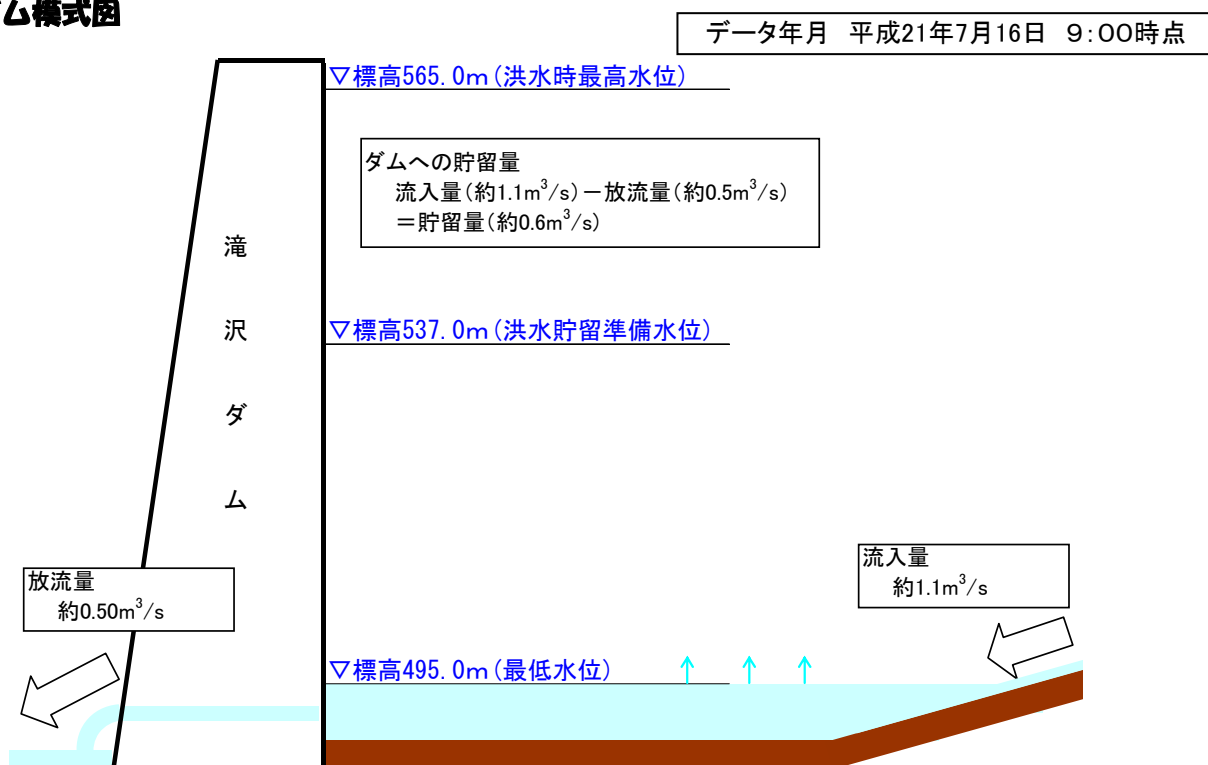 ム模式図
データ年月 平成21年7月16日 9:00時点
▽標高565.0m(洪水時最高水位)
ダムへの貯留量
流入量(約1.1m³/s)－放流量(約0.5m³/s)
＝貯留量(約0.6m³/s)
滝
沢
ダ
ム
▽標高537.0m(洪水貯留準備水位)
放流量
約0.50m³/s
流入量
約1.1m³/s
▽標高495.0m(最低水位)